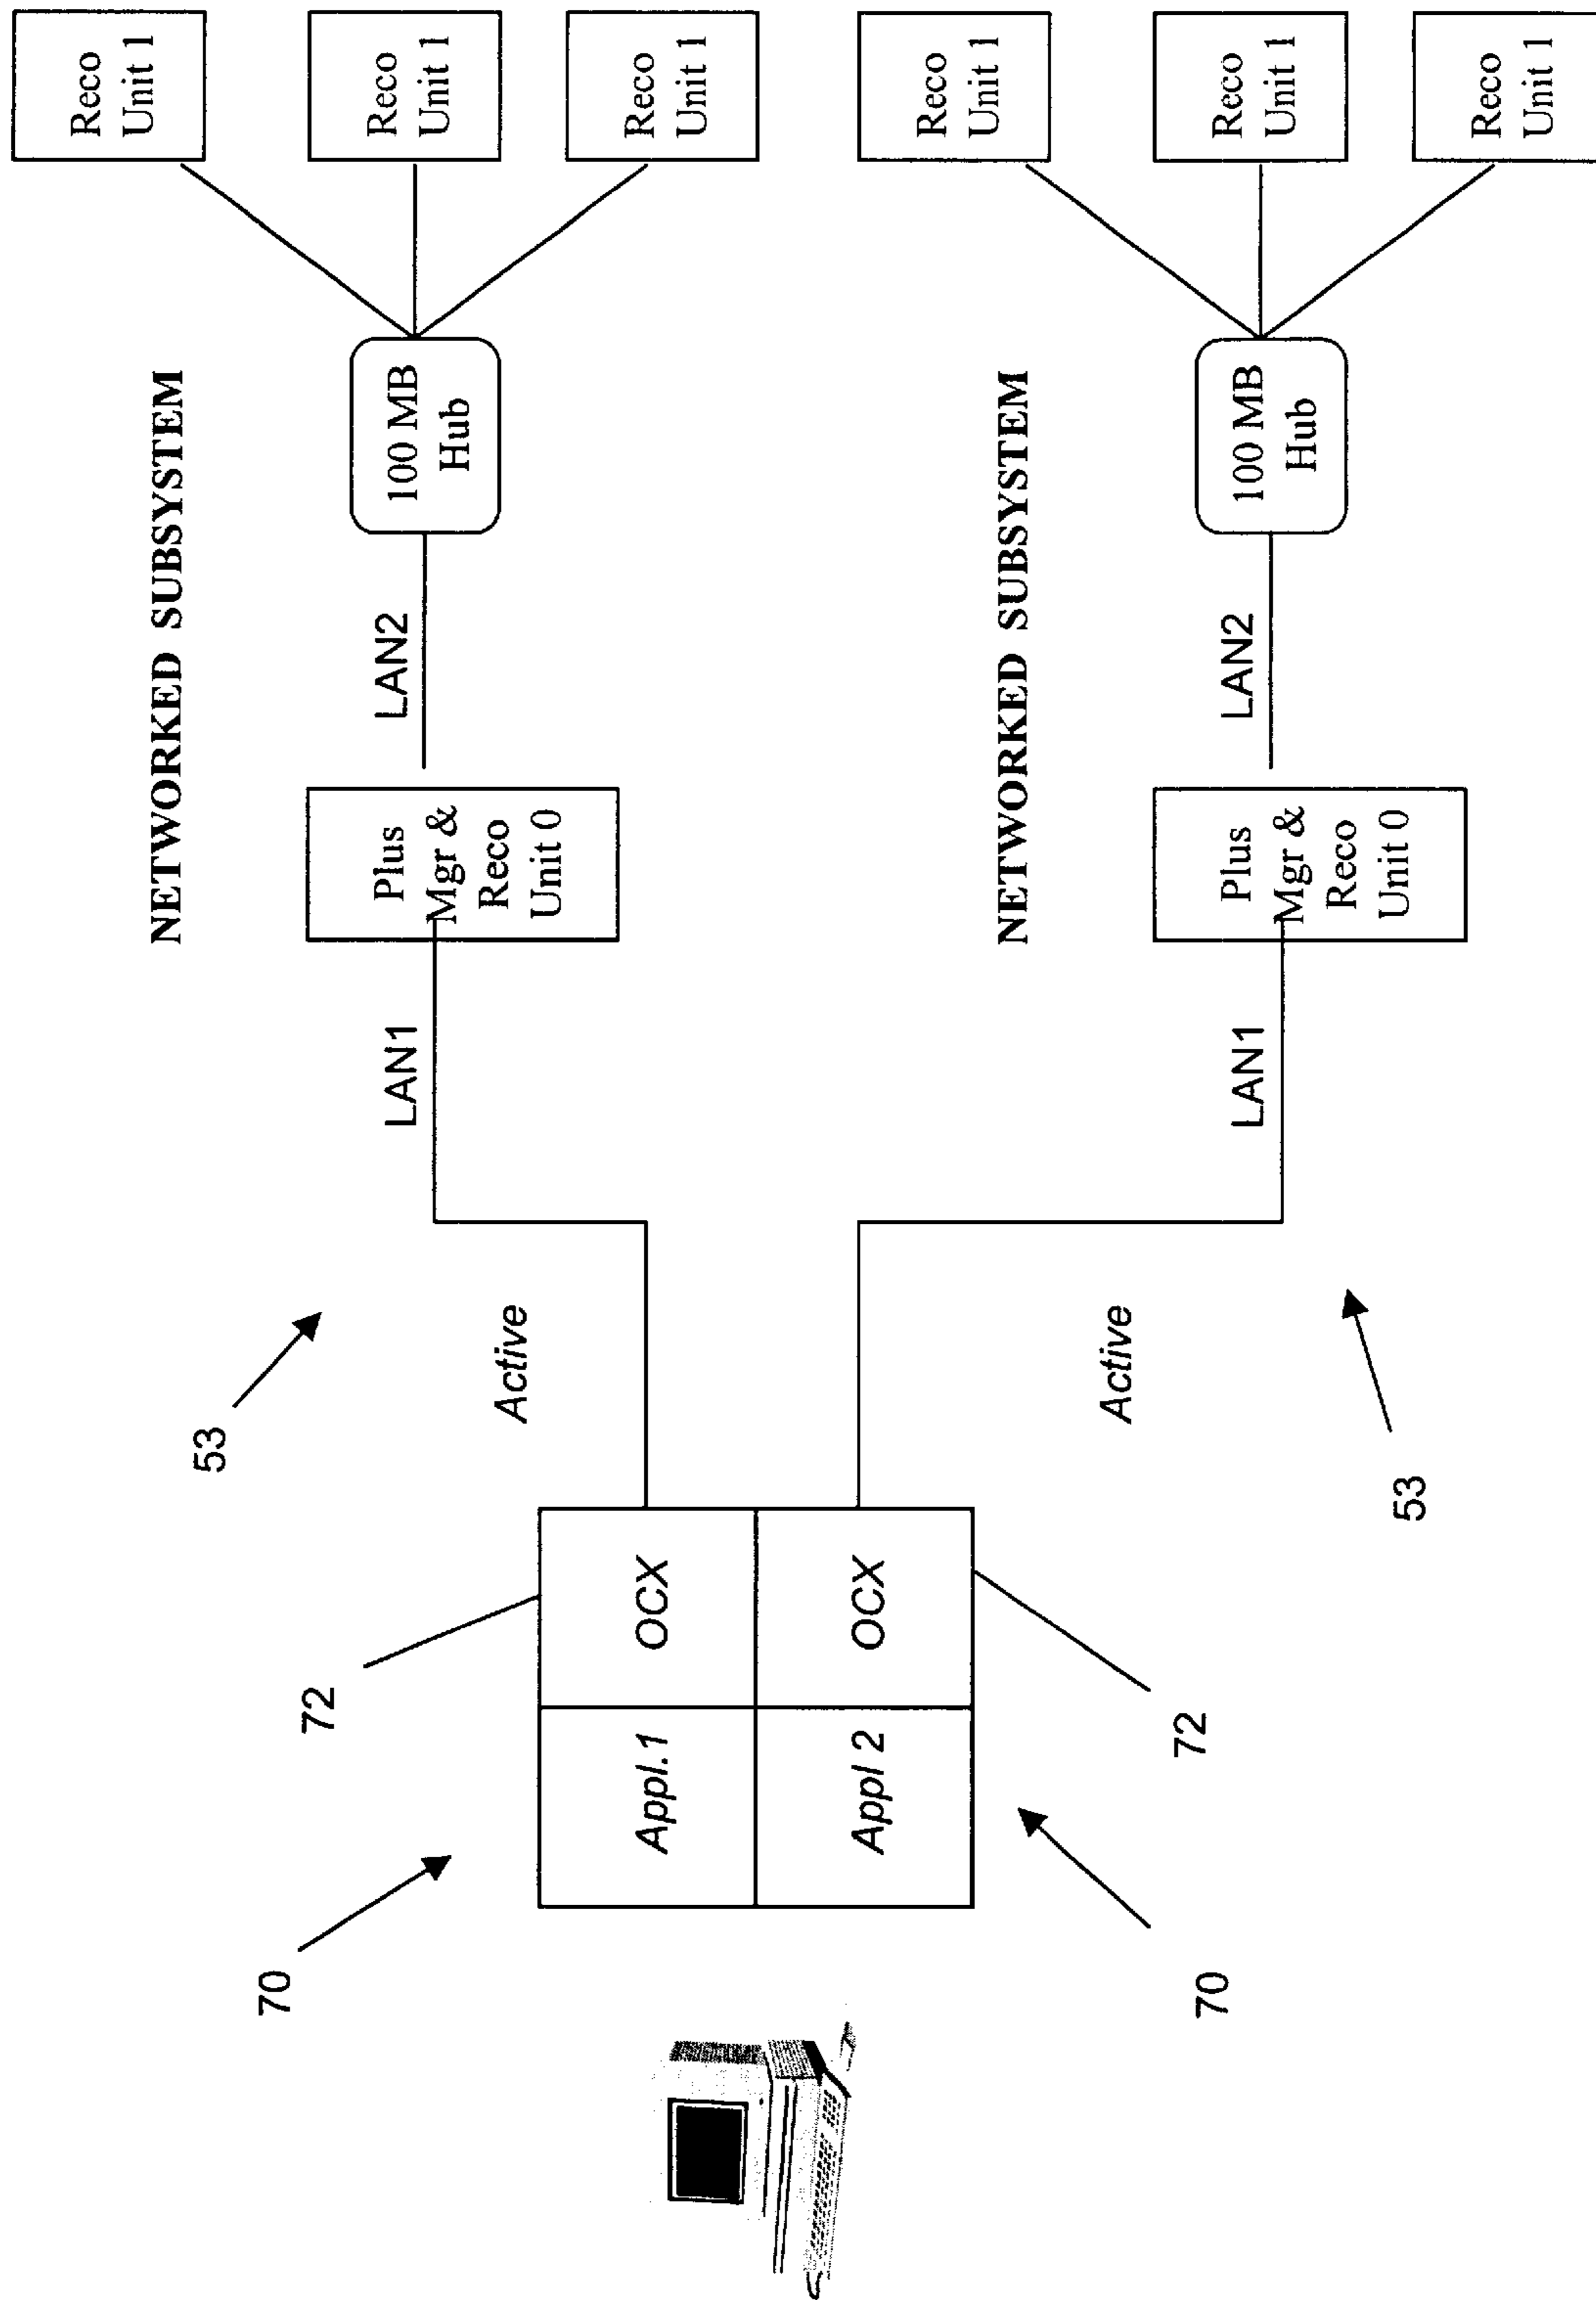 NETWORKED SUBSYSTEM
70
72
53
Appl.1
OCX
Active
LAN1
Plus
Mgr &
Reco
Unit 0
LAN2
100 MB
Hub
Reco
Unit 1
Reco
Unit 1
Reco
Unit 1
NETWORKED SUBSYSTEM
Appl 2
OCX
Active
LAN1
Plus
Mgr &
Reco
Unit 0
LAN2
100 MB
Hub
Reco
Unit 1
Reco
Unit 1
Reco
Unit 1
70
72
53